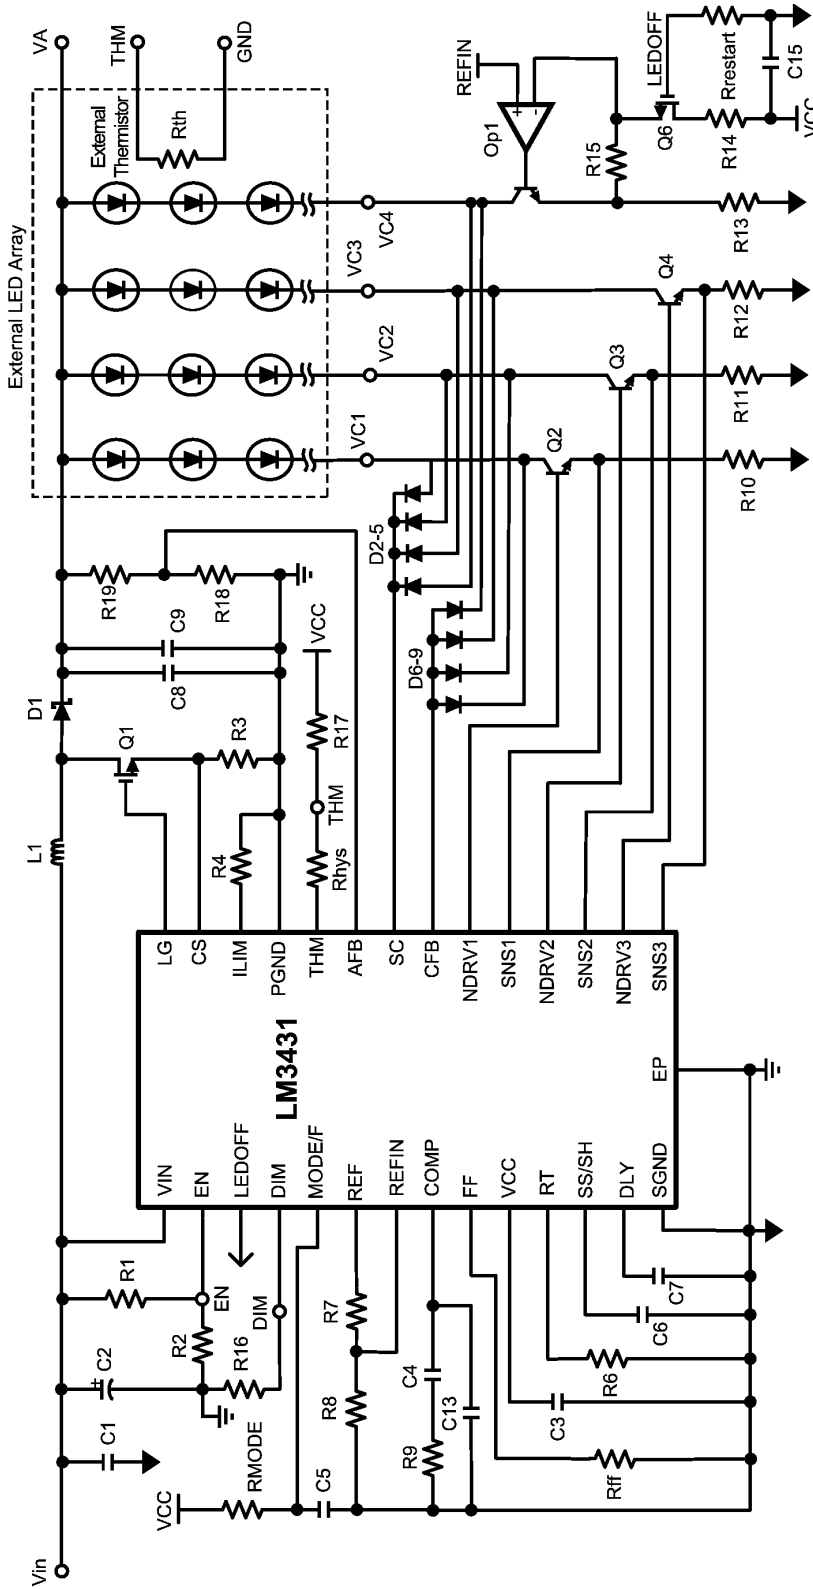 External LED Array
VA
THM
GND
External
Thermistor
Rth
VC4
VC3
VC2
VC1
REFIN
Op1
+
-
R15
LEDOFF
Q6
Rrestart
R14
C15
VCC
R13
Q4
R12
Q3
R11
Q2
R10
D2-5
D6-9
R19
R18
C9
C8
D1
Q1
R3
VCC
R17
THM
Rhys
R4
L1
LG
CS
ILIM
PGND
THM
AFB
SC
CFB
NDRV1
SNS1
NDRV2
SNS2
NDRV3
SNS3
LM3431
EP
VIN
EN
LEDOFF
DIM
MODE/F
REF
REFIN
COMP
FF
VCC
RT
SS/SH
DLY
SGND
R1
EN
R2
C2
+
R16
DIM
C1
RMODE
VCC
Vin
C5
R7
R8
C4
R9
C13
C7
C6
R6
C3
Rff